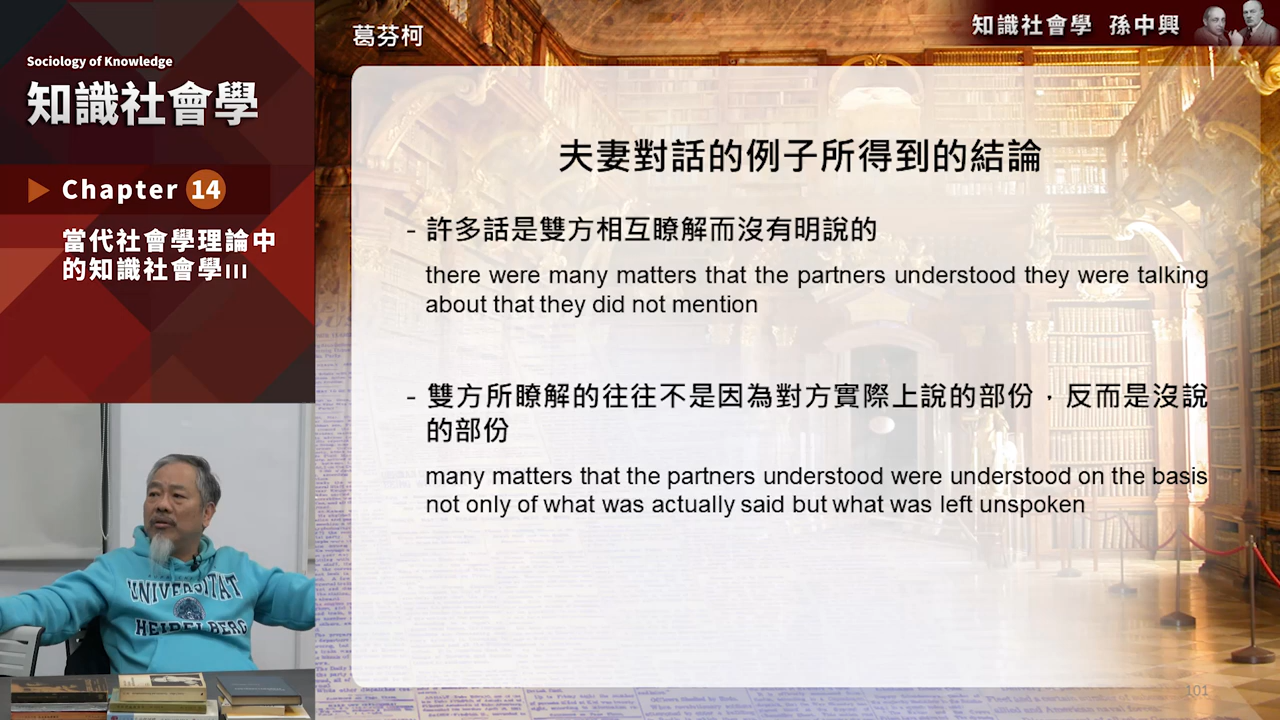 Sociology of Knowledge
知識社會學
Chapter 14
當代社會學理論中
的知識社會學III
葛芬柯
知識社會學 孫中興
夫妻對話的例子所得到的結論
- 許多話是雙方相互瞭解而沒有明說的
there were many matters that the partners understood they were talking
about that they did not mention
- 雙方所瞭解的往往不是因為對方實際上說的部份，反而是沒說
的部份
many matters that the partners understood were understood on the basis
not only of what was actually said but what was left unspoken
UNIVERSITAT
HEIDELBERG
101